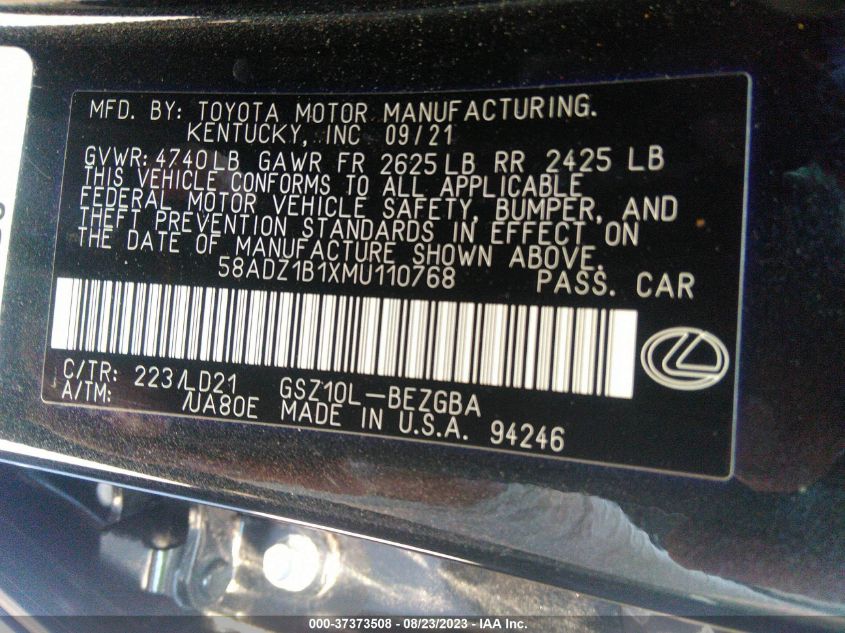 MFD. BY: TOYOTA MOTOR MANUFACTURING.
KENTUCKY, INC 09/21
GVWR: 4740LB GAWR FR 2625 LB RR 2425 LB
THIS VEHICLE CONFORMS TO ALL APPLICABLE
FEDERAL MOTOR VEHICLE SAFETY, BUMPER, AND
THEFT PREVENTION STANDARDS IN EFFECT ON
THE DATE OF MANUFACTURE SHOWN ABOVE.
58ADZ1B1XMU110768 PASS. CAR
C/TR: 223/LD21 GSZ10L-BEZGBA
A/TM: /UA80E MADE IN U.S.A. 94246
000-37373508 - 08/23/2023 - IAA Inc.